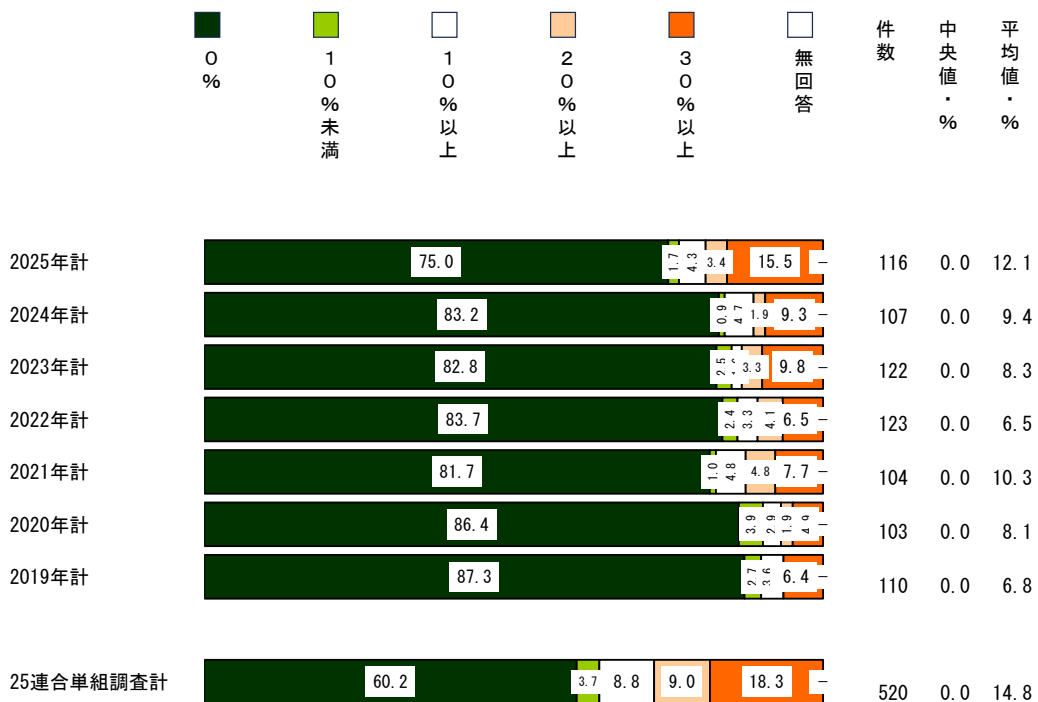 ０％
１０％未満
１０％以上
２０％以上
３０％以上
無回答
件数
中央値・％
平均値・％
2025年計 75.0 1.7 4.3 3.4 15.5 - 116 0.0 12.1
2024年計 83.2 0.9 4.7 1.9 9.3 - 107 0.0 9.4
2023年計 82.8 2.5 3.3 9.8 - 122 0.0 8.3
2022年計 83.7 2.4 3.3 4.1 6.5 - 123 0.0 6.5
2021年計 81.7 1.0 4.8 4.8 7.7 - 104 0.0 10.3
2020年計 86.4 3.9 2.9 1.9 4.9 - 103 0.0 8.1
2019年計 87.3 2.7 3.6 6.4 - 110 0.0 6.8
25連合単組調査計 60.2 3.7 8.8 9.0 18.3 - 520 0.0 14.8